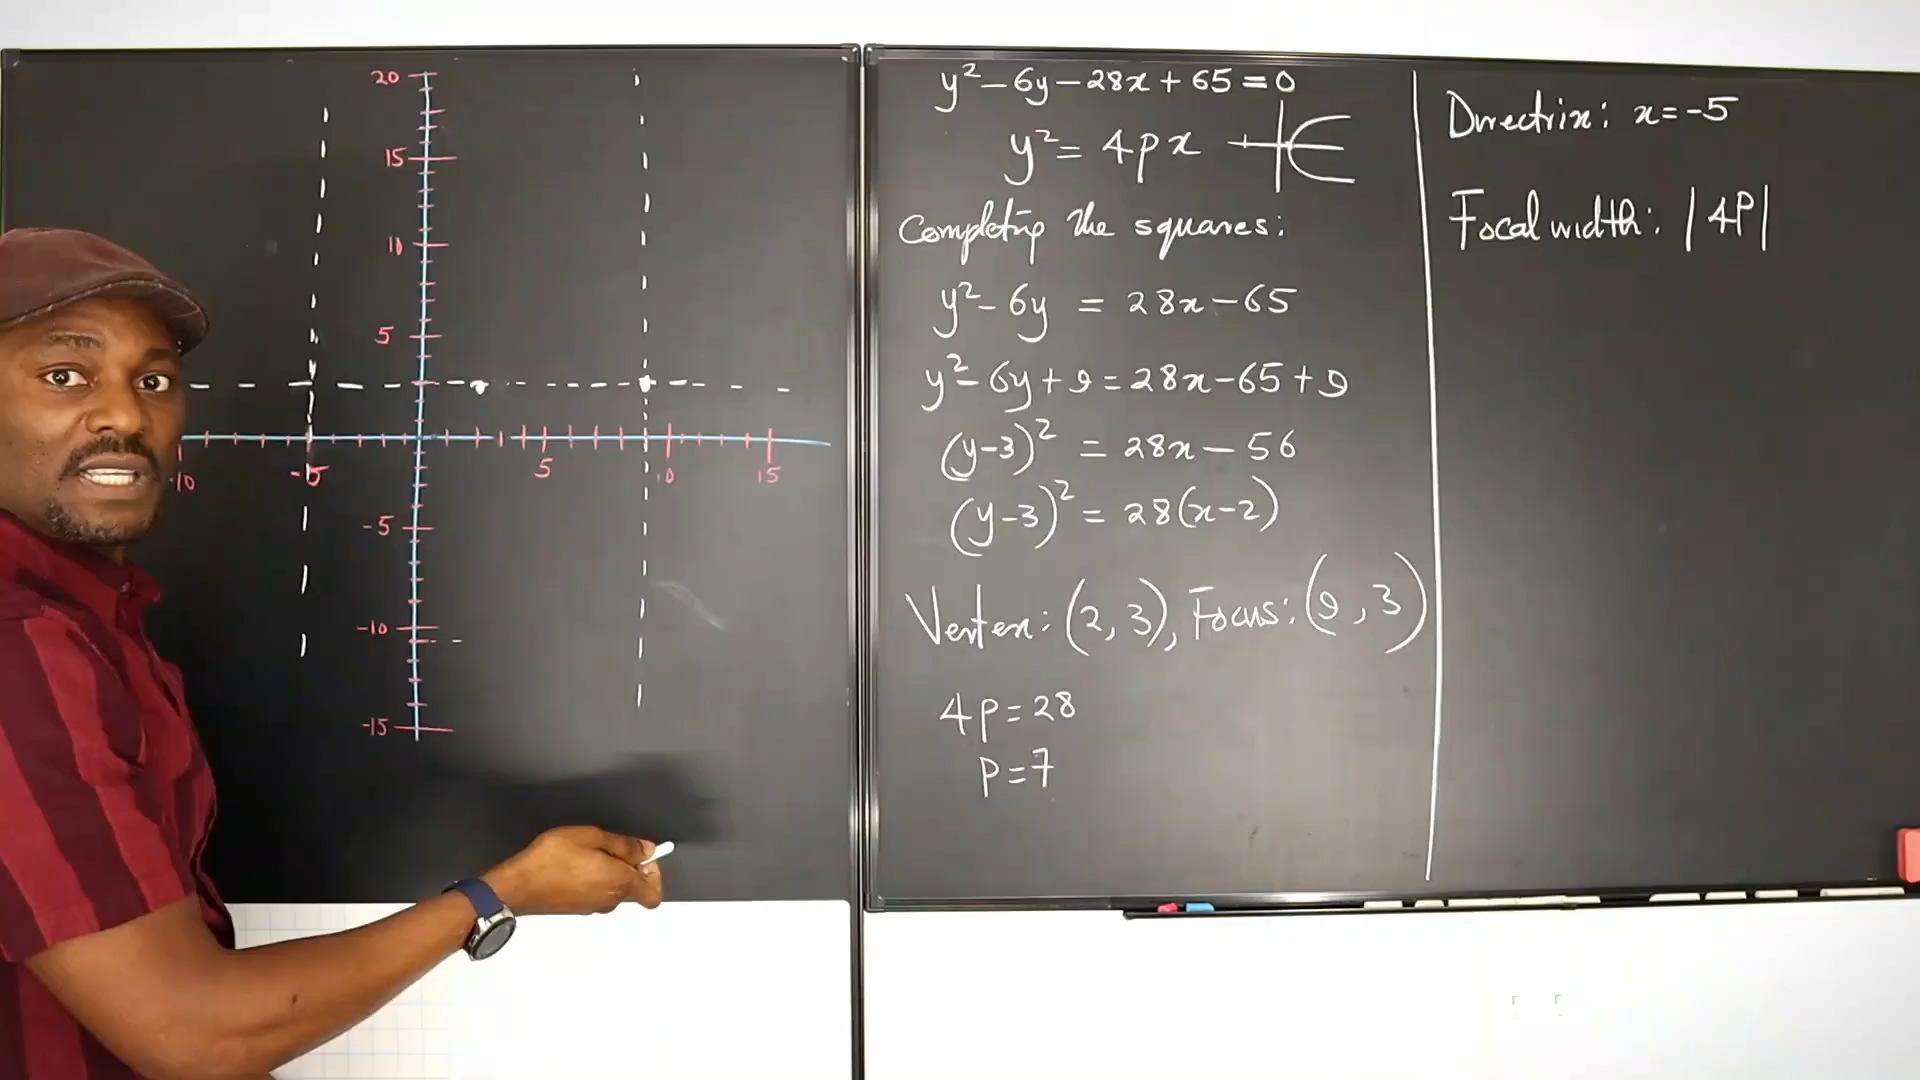 20
15
10
5
-10 -5 5 10 15
-5
-10
-15
y² - 6y - 28x + 65 = 0
y² = 4px
Completing the squares:
y² - 6y = 28x - 65
y² - 6y + 9 = 28x - 65 + 9
(y-3)² = 28x - 56
(y-3)² = 28(x-2)
Vertex: (2, 3), Focus: (9, 3)
4p = 28
P = 7
Directrix: x = -5
Focal width: |4P|